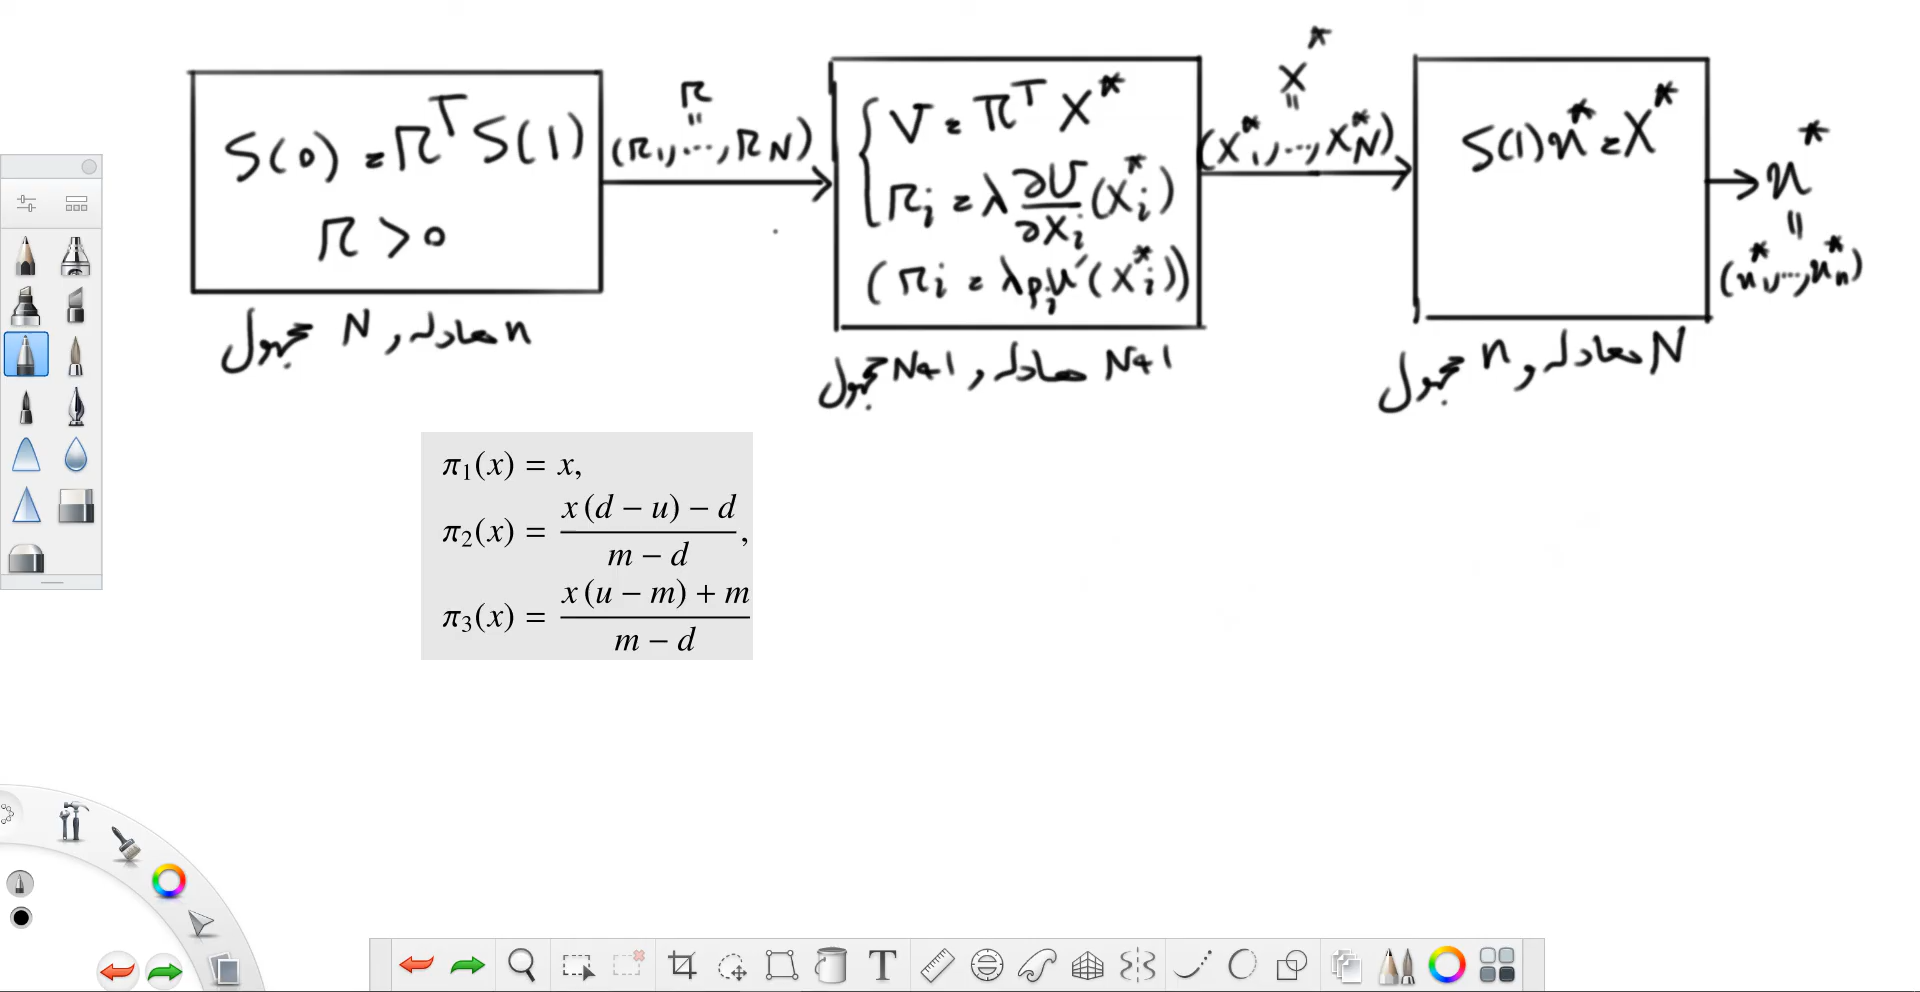 S(0) = π^T S(1)
π > 0
n معادله, N مجهول
π
=
(π_1, ..., π_N)
V = π^T X^*
π_i = λ ∂U/∂X_i (X_i^*)
(π_i = λ p_i u'(X_i^*))
N+1 معادله, N+1 مجهول
X^*
=
(X_1^*, ..., X_N^*)
S(1) n^* = X^*
N معادله, n مجهول
n^*
=
(n_1^*, ..., n_n^*)
π_1(x) = x,
π_2(x) = (x(d − u) − d)/(m − d),
π_3(x) = (x(u − m) + m)/(m − d)